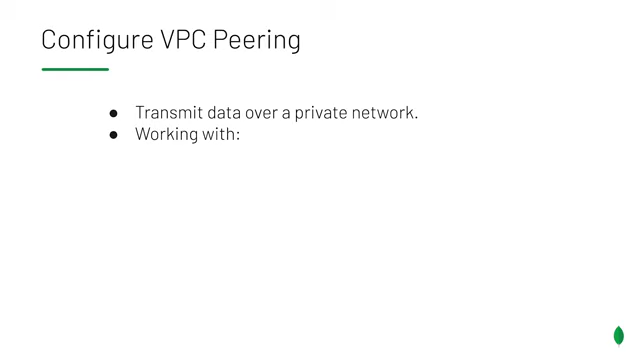 Configure VPC Peering
● Transmit data over a private network.
● Working with: